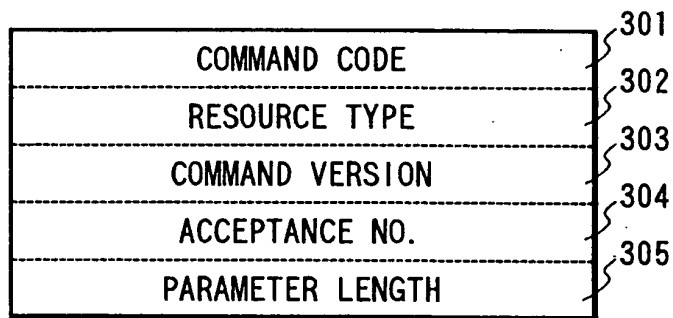 301
COMMAND CODE
302
RESOURCE TYPE
303
COMMAND VERSION
304
ACCEPTANCE NO.
305
PARAMETER LENGTH